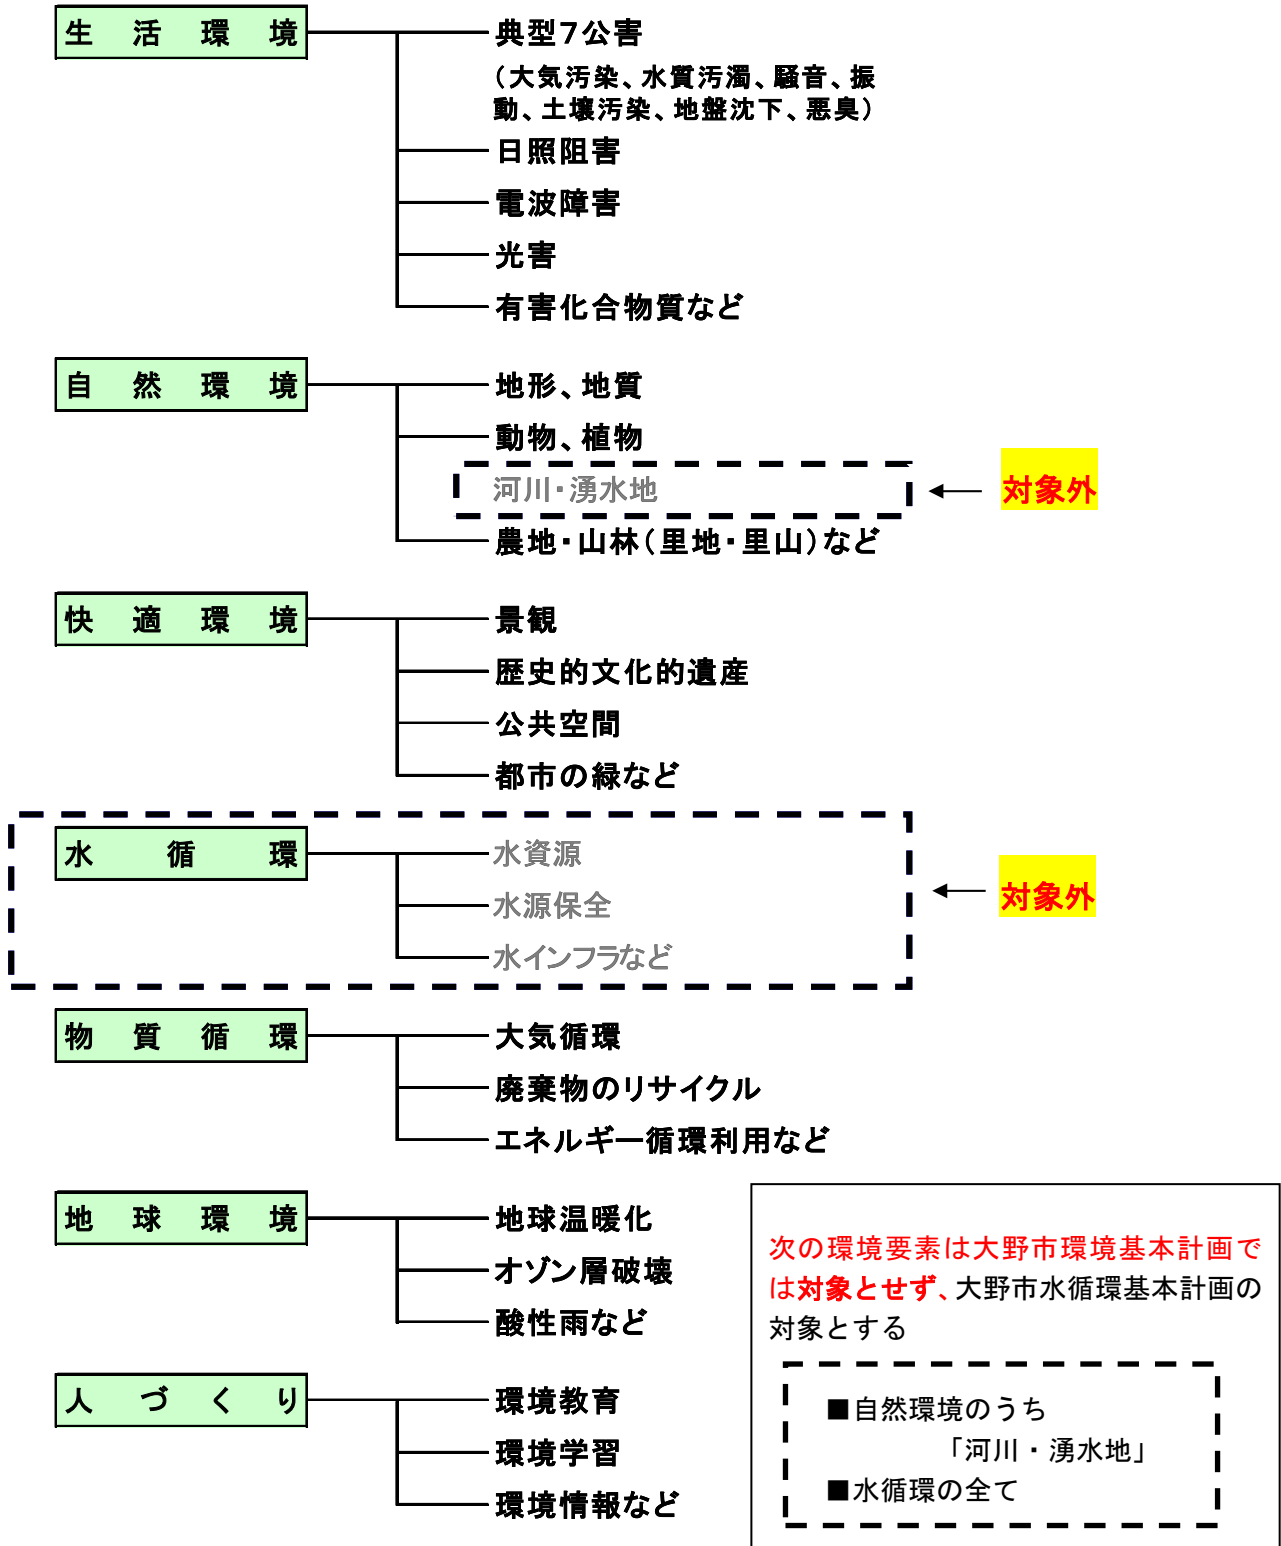 生活環境
典型7公害
（大気汚染、水質汚濁、騒音、振
動、土壌汚染、地盤沈下、悪臭）
日照阻害
電波障害
光害
有害化合物質など
自然環境
地形、地質
動物、植物
河川・湧水地
対象外
農地・山林（里地・里山）など
快適環境
景観
歴史的文化的遺産
公共空間
都市の緑など
水循環
水資源
水源保全
水インフラなど
対象外
物質循環
大気循環
廃棄物のリサイクル
エネルギー循環利用など
地球環境
地球温暖化
オゾン層破壊
酸性雨など
人づくり
環境教育
環境学習
環境情報など
次の環境要素は大野市環境基本計画で
は対象とせず、大野市水循環基本計画の
対象とする
■自然環境のうち
「河川・湧水地」
■水循環の全て